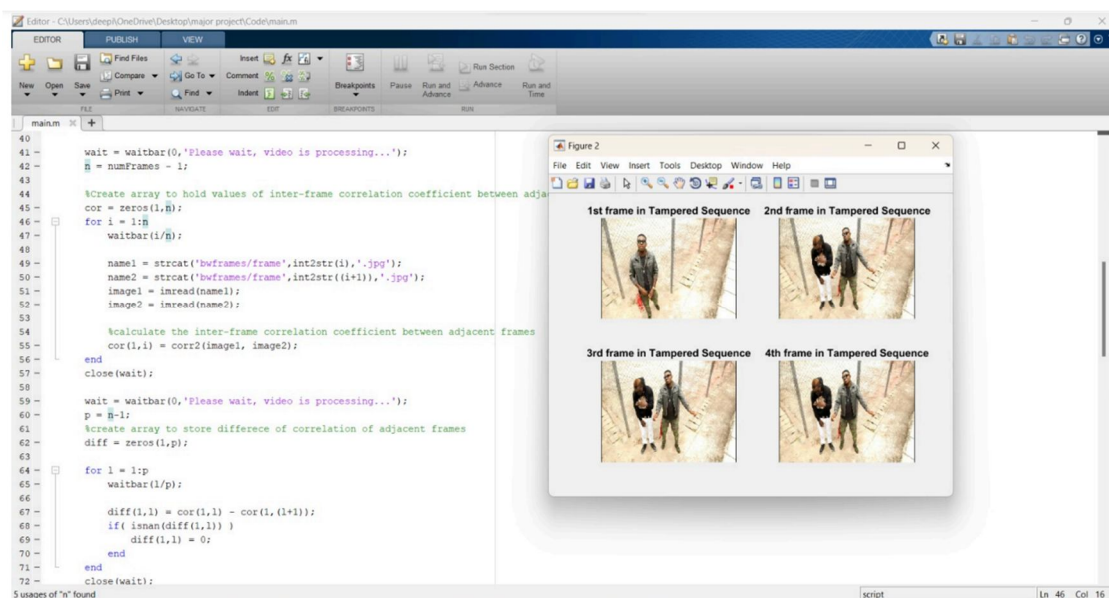 Editor - C:\Users\deepl\OneDrive\Desktop\major project\Code\main.m
EDITOR PUBLISH VIEW
New Open Save
Find Files
Compare
Print
Go To
Find
Insert fx
Comment
Indent
Breakpoints
Pause
Run and Advance
Run Section
Advance
Run and Time
FILE NAVIGATE EDIT BREAKPOINTS RUN
main.m
40
41 wait = waitbar(0,'Please wait, video is processing...');
42 n = numFrames - 1;
43
44 %Create array to hold values of inter-frame correlation coefficient between adja
45 cor = zeros(1,n);
46 for i = 1:n
47 waitbar(i/n);
48
49 name1 = strcat('bwframes/frame',int2str(i),'.jpg');
50 name2 = strcat('bwframes/frame',int2str((i+1)),'.jpg');
51 image1 = imread(name1);
52 image2 = imread(name2);
53
54 %calculate the inter-frame correlation coefficient between adjacent frames
55 cor(1,i) = corr2(image1, image2);
56 end
57 close(wait);
58
59 wait = waitbar(0,'Please wait, video is processing...');
60 p = n-1;
61 %create array to store differece of correlation of adjacent frames
62 diff = zeros(1,p);
63
64 for l = 1:p
65 waitbar(l/p);
66
67 diff(1,l) = cor(1,l) - cor(1,(l+1));
68 if( isnan(diff(1,l)) )
69 diff(1,l) = 0;
70 end
71 end
72 close(wait);
5 usages of "n" found
script
Ln 46 Col 16
Figure 2
File Edit View Insert Tools Desktop Window Help
1st frame in Tampered Sequence 2nd frame in Tampered Sequence
3rd frame in Tampered Sequence 4th frame in Tampered Sequence